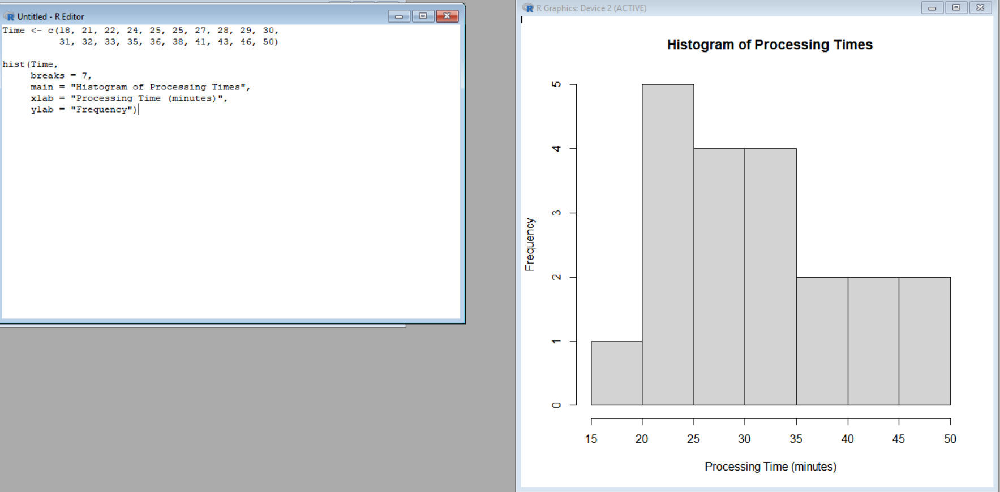 Untitled - R Editor
Time <- c(18, 21, 22, 24, 25, 25, 27, 28, 29, 30,
          31, 32, 33, 35, 36, 38, 41, 43, 46, 50)
hist(Time,
     breaks = 7,
     main = "Histogram of Processing Times",
     xlab = "Processing Time (minutes)",
     ylab = "Frequency")
R Graphics: Device 2 (ACTIVE)
Histogram of Processing Times
Frequency
5
4
3
2
1
0
15 20 25 30 35 40 45 50
Processing Time (minutes)